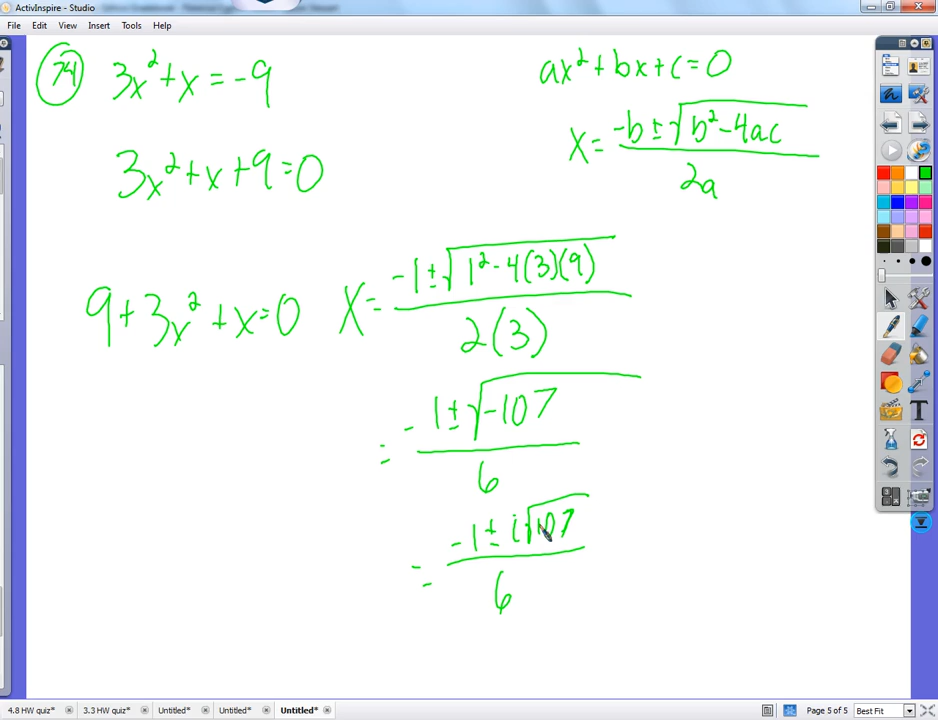 ActivInspire - Studio
File Edit View Insert Tools Help
74 3x² + x = -9
ax² + bx + c = 0
x = (-b ± √(b² - 4ac)) / 2a
3x² + x + 9 = 0
9 + 3x² + x = 0
x = (-1 ± √(1² - 4(3)(9))) / 2(3)
= (-1 ± √(-107)) / 6
= (-1 ± i√107) / 6
4.8 HW quiz* 3.3 HW quiz* Untitled* Untitled* Untitled* Page 5 of 5 Best Fit